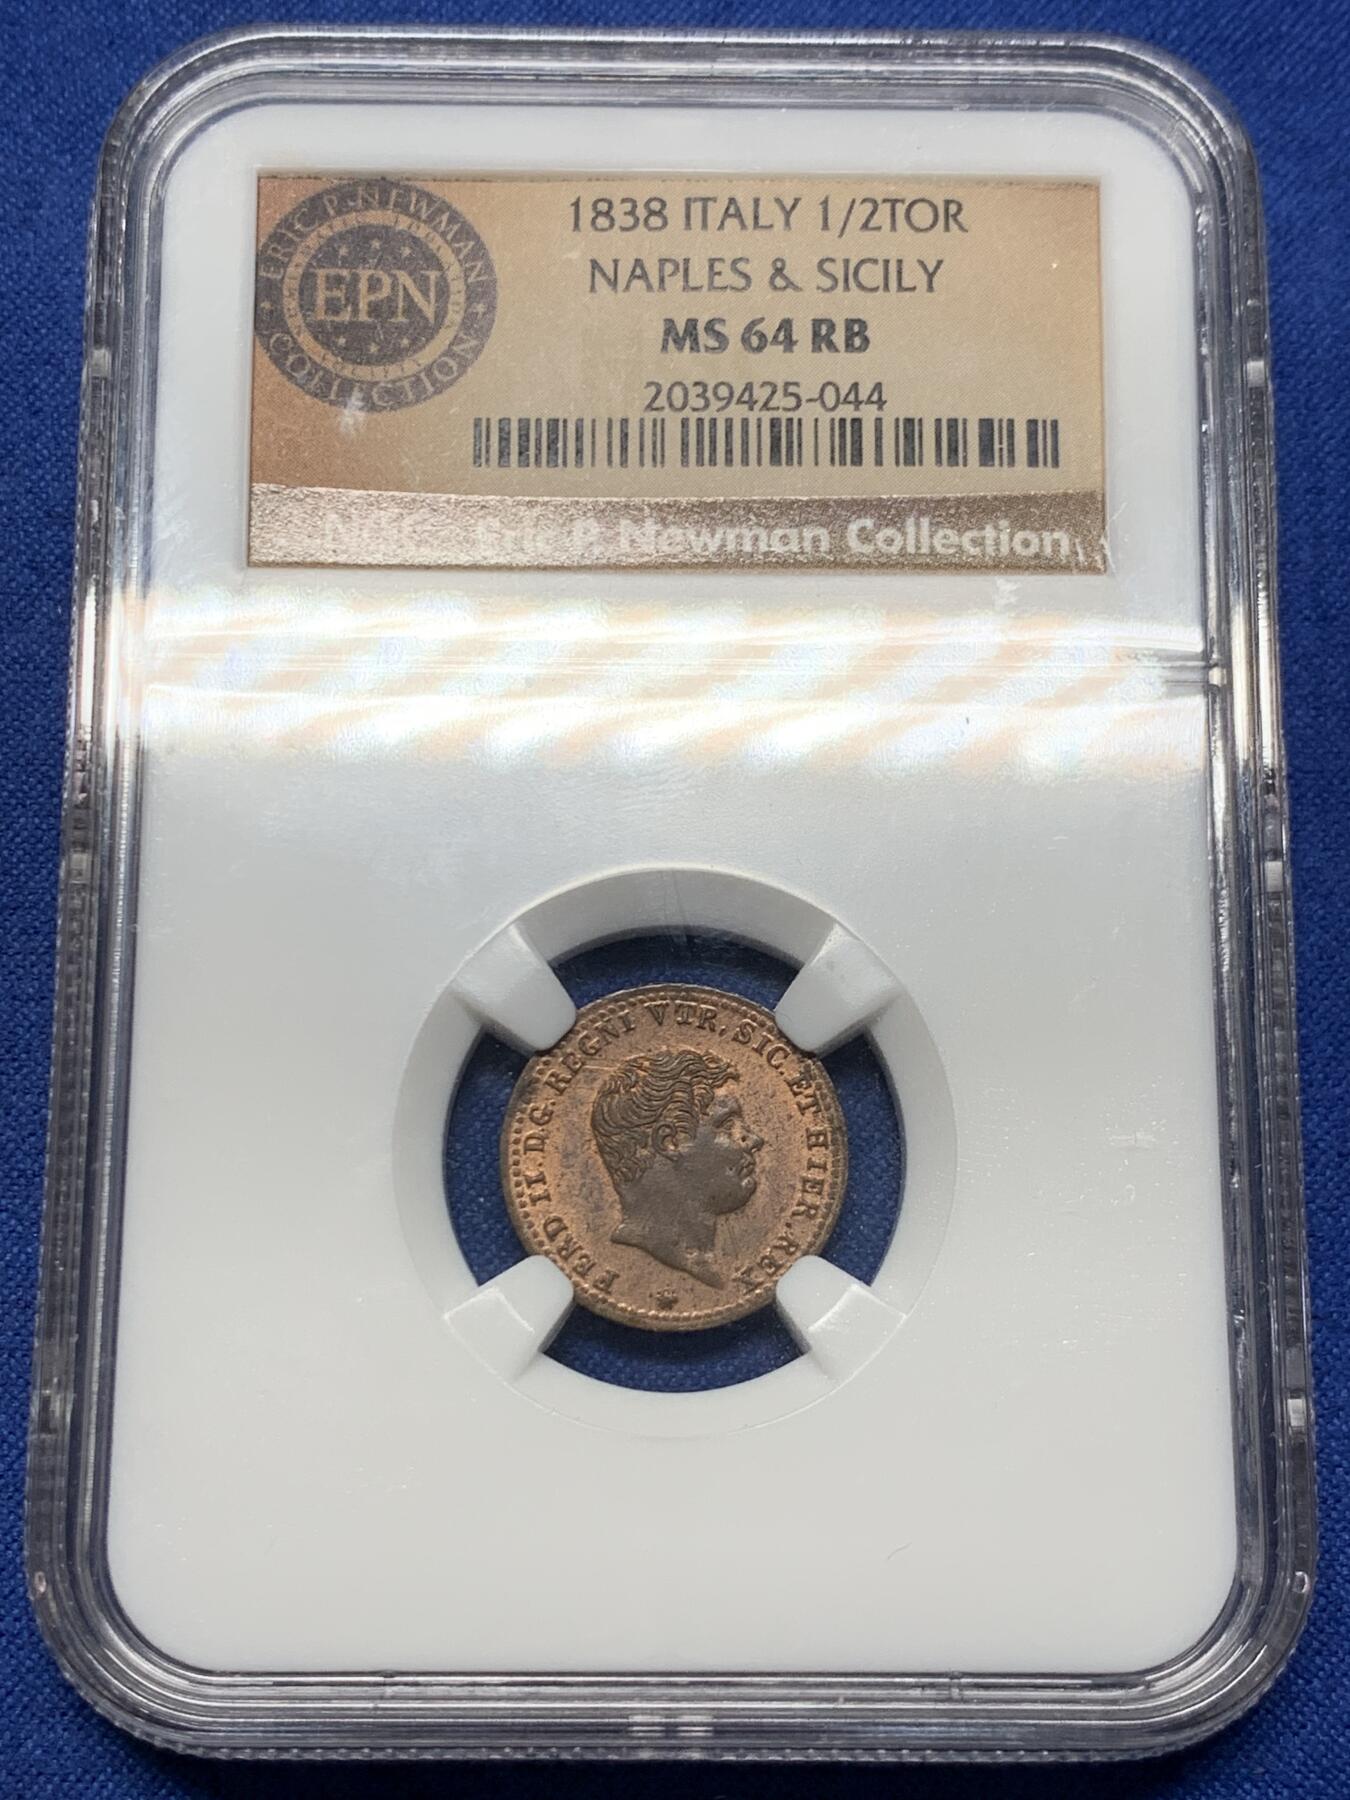 ERIC P. NEWMAN COLLECTION
EPN
1838 ITALY 1/2TOR
NAPLES & SICILY
MS 64 RB
2039425-044
Eric P. Newman Collection
FERD II. D.G. REGNI VTR. SIC. ET HIER. REX